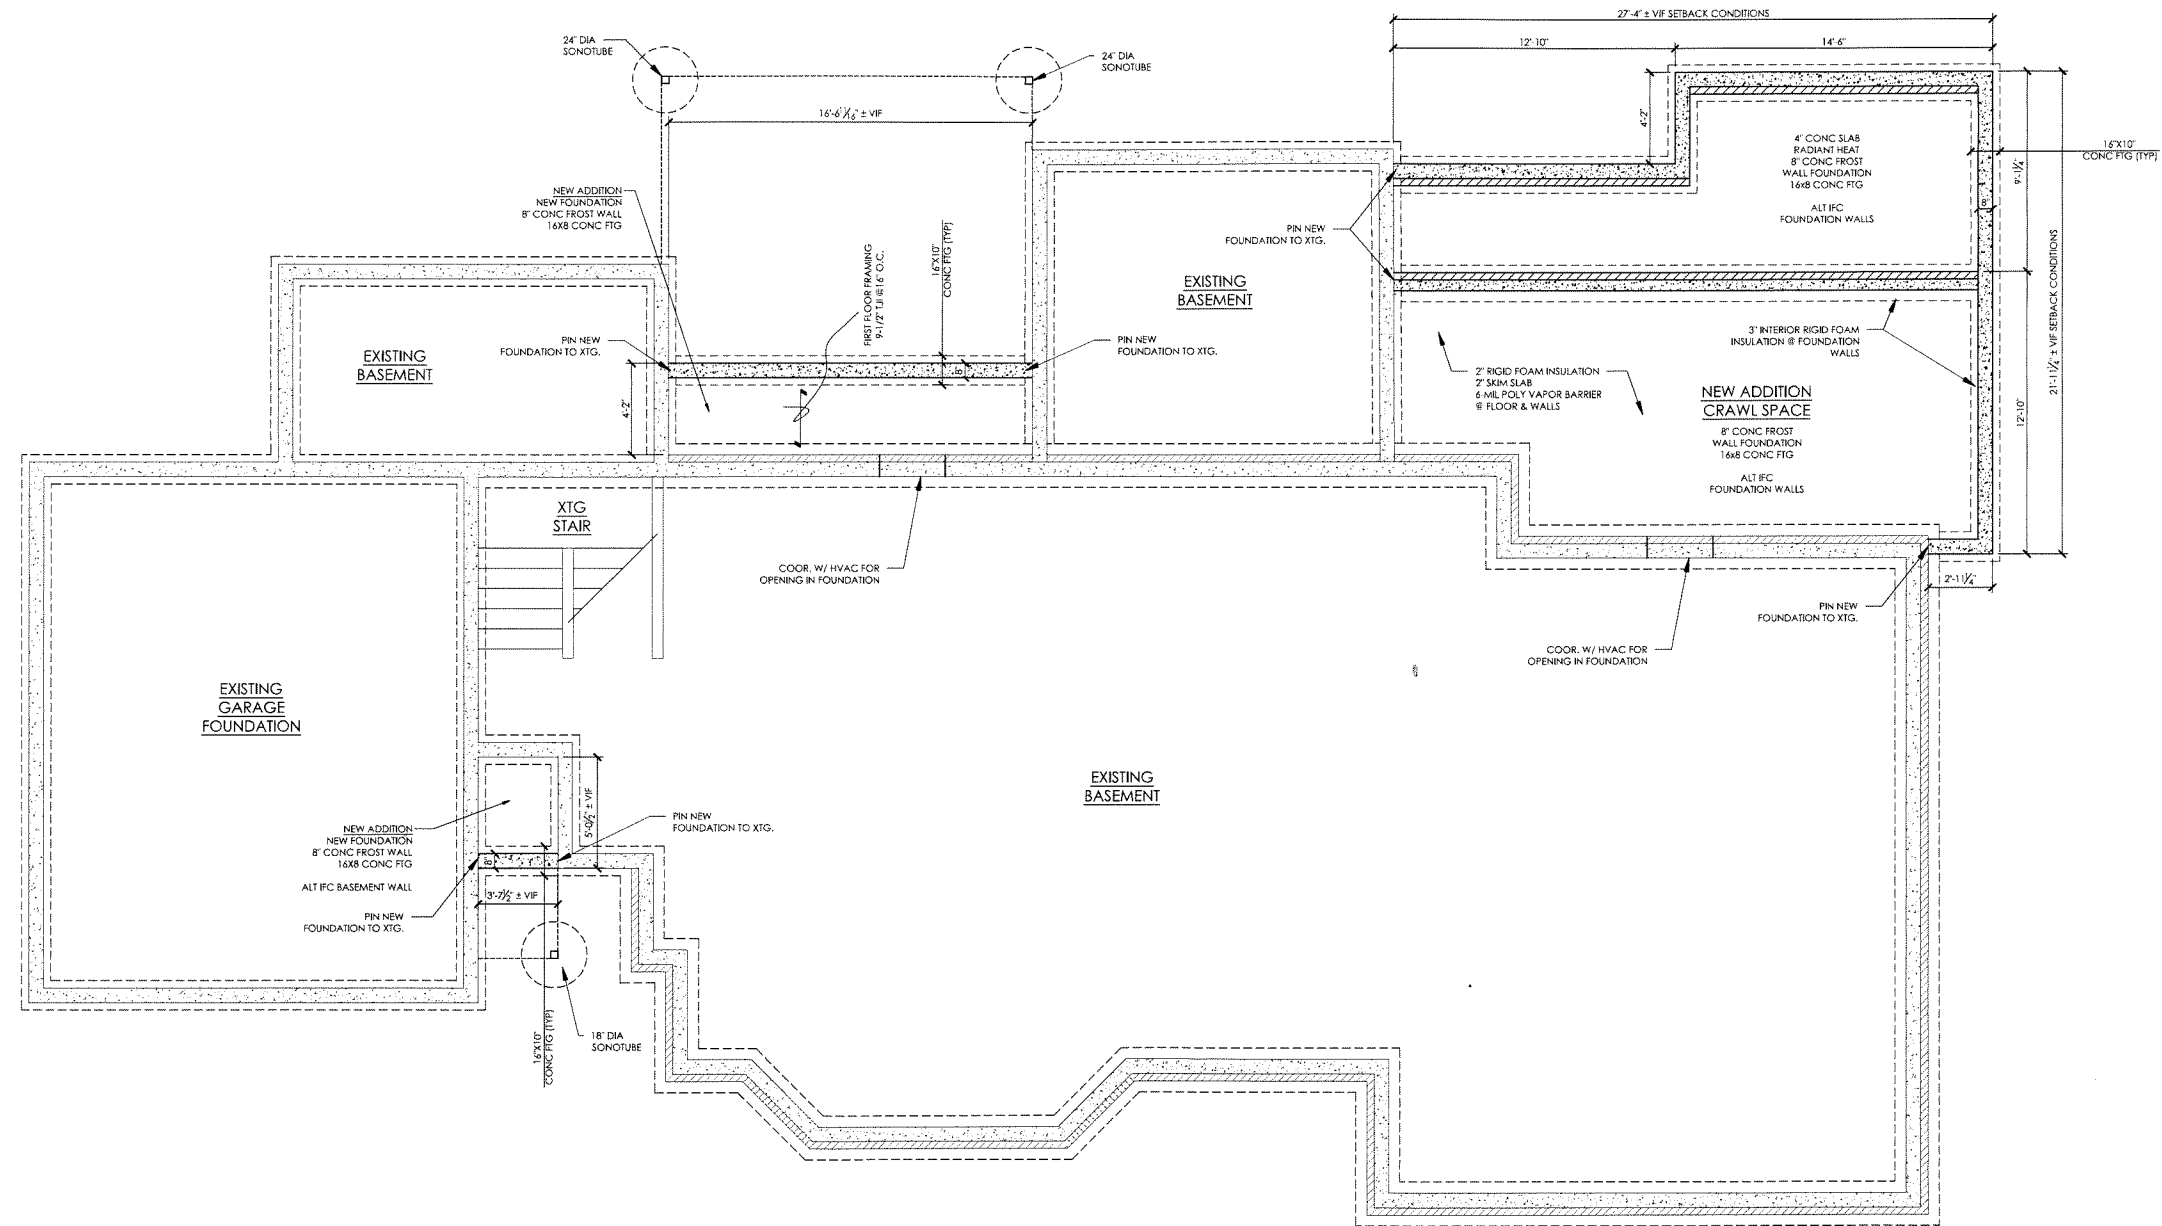 27'-4" ± VIF SETBACK CONDITIONS
12'-10"
14'-6"
24" DIA
SONOTUBE
24" DIA
SONOTUBE
16'-6 1/16" ± VIF
4'-2"
4" CONC SLAB
RADIANT HEAT
8" CONC FROST
WALL FOUNDATION
16x8 CONC FTG
ALT IFC
FOUNDATION WALLS
16"X10"
CONC FTG (TYP)
9'-1 1/4"
8"
21'-11 1/4" ± VIF SETBACK CONDITIONS
NEW ADDITION
NEW FOUNDATION
8" CONC FROST WALL
16X8 CONC FTG
FIRST FLOOR FRAMING
9-1/2" TJI @16" O.C.
16"X10"
CONC FTG (TYP)
PIN NEW
FOUNDATION TO XTG.
EXISTING
BASEMENT
EXISTING
BASEMENT
PIN NEW
FOUNDATION TO XTG.
PIN NEW
FOUNDATION TO XTG.
8"
4'-2"
3" INTERIOR RIGID FOAM
INSULATION @ FOUNDATION
WALLS
2" RIGID FOAM INSULATION
2" SKIM SLAB
6-MIL POLY VAPOR BARRIER
@ FLOOR & WALLS
NEW ADDITION
CRAWL SPACE
8" CONC FROST
WALL FOUNDATION
16x8 CONC FTG
ALT IFC
FOUNDATION WALLS
12'-10"
XTG
STAIR
COOR. W/ HVAC FOR
OPENING IN FOUNDATION
2'-11 1/4"
PIN NEW
FOUNDATION TO XTG.
COOR. W/ HVAC FOR
OPENING IN FOUNDATION
EXISTING
GARAGE
FOUNDATION
EXISTING
BASEMENT
5'-0 1/2" ± VIF
PIN NEW
FOUNDATION TO XTG.
NEW ADDITION
NEW FOUNDATION
8" CONC FROST WALL
16X8 CONC FTG
ALT IFC BASEMENT WALL
8"
3'-7 1/2" ± VIF
PIN NEW
FOUNDATION TO XTG.
16"X10"
CONC FTG (TYP)
18" DIA
SONOTUBE